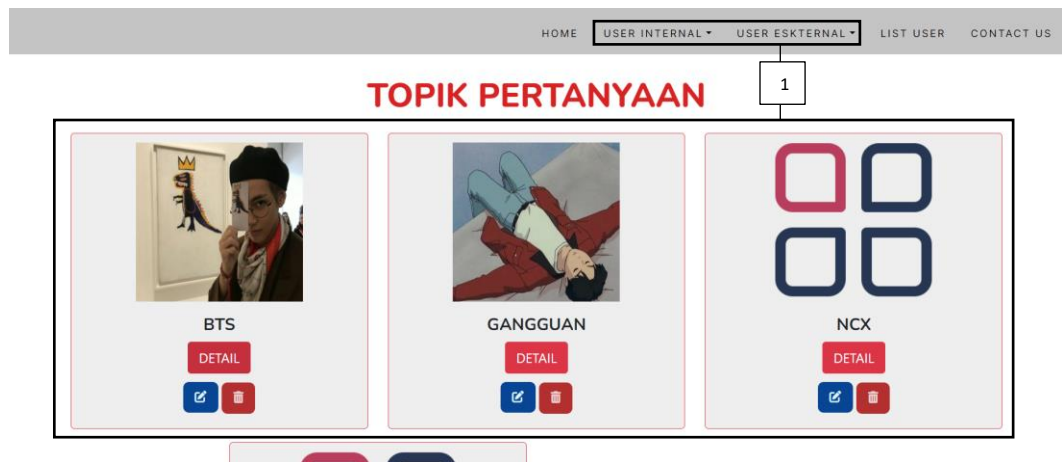 HOME USER INTERNAL USER ESKTERNAL LIST USER CONTACT US
1
TOPIK PERTANYAAN
BTS GANGGUAN NCX
DETAIL DETAIL DETAIL